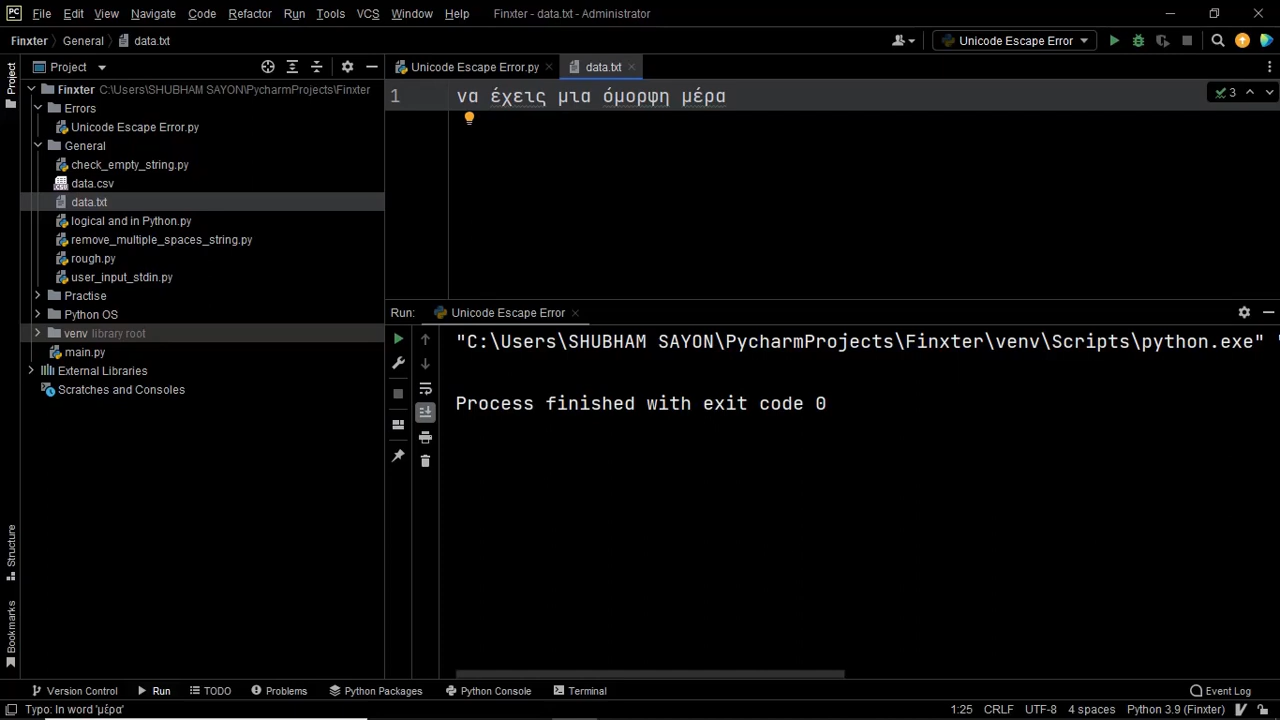 File Edit View Navigate Code Refactor Run Tools VCS Window Help Finxter - data.txt - Administrator
Finxter General data.txt Unicode Escape Error
Project
Project
Finxter C:\Users\SHUBHAM SAYON\PycharmProjects\Finxter
Errors
Unicode Escape Error.py
General
check_empty_string.py
data.csv
data.txt
logical and in Python.py
remove_multiple_spaces_string.py
rough.py
user_input_stdin.py
Practise
Python OS
venv library root
main.py
External Libraries
Scratches and Consoles
Unicode Escape Error.py data.txt
1 να έχεις μια όμορφη μέρα
3
Run: Unicode Escape Error
"C:\Users\SHUBHAM SAYON\PycharmProjects\Finxter\venv\Scripts\python.exe" "
Process finished with exit code 0
Structure
Bookmarks
Version Control Run TODO Problems Python Packages Python Console Terminal Event Log
Typo: In word 'μέρα' 1:25 CRLF UTF-8 4 spaces Python 3.9 (Finxter)